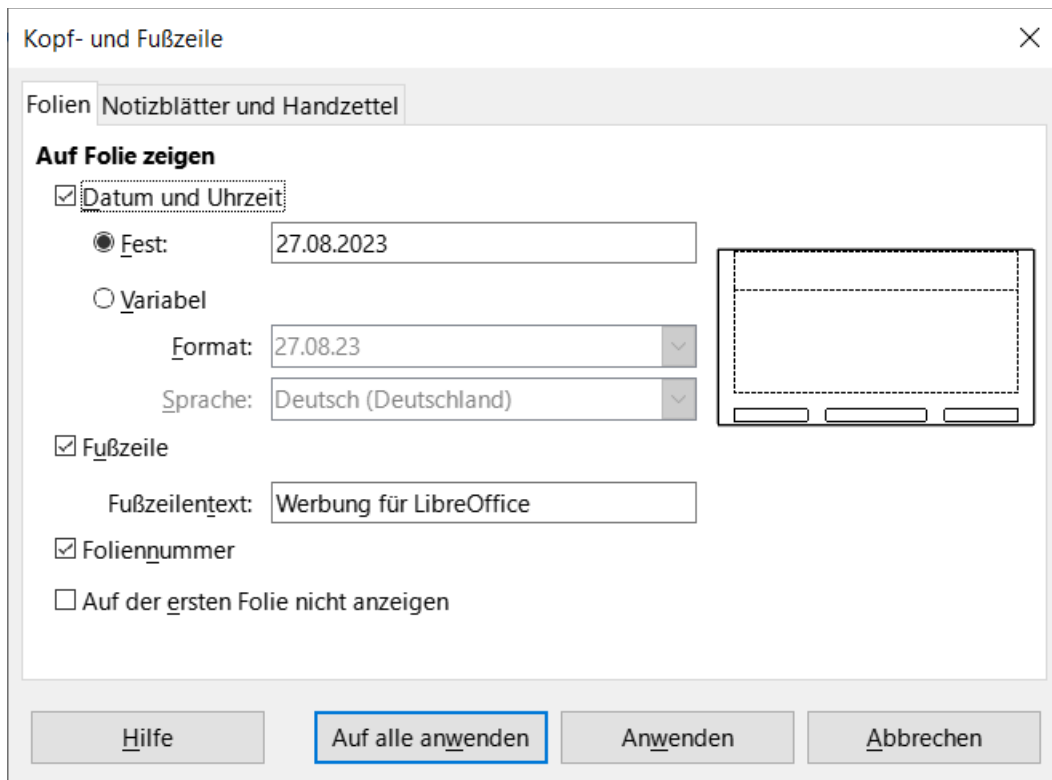 Kopf- und Fußzeile
Folien Notizblätter und Handzettel
Auf Folie zeigen
Datum und Uhrzeit
Fest: 27.08.2023
Variabel
Format: 27.08.23
Sprache: Deutsch (Deutschland)
Fußzeile
Fußzeilentext: Werbung für LibreOffice
Foliennummer
Auf der ersten Folie nicht anzeigen
Hilfe Auf alle anwenden Anwenden Abbrechen